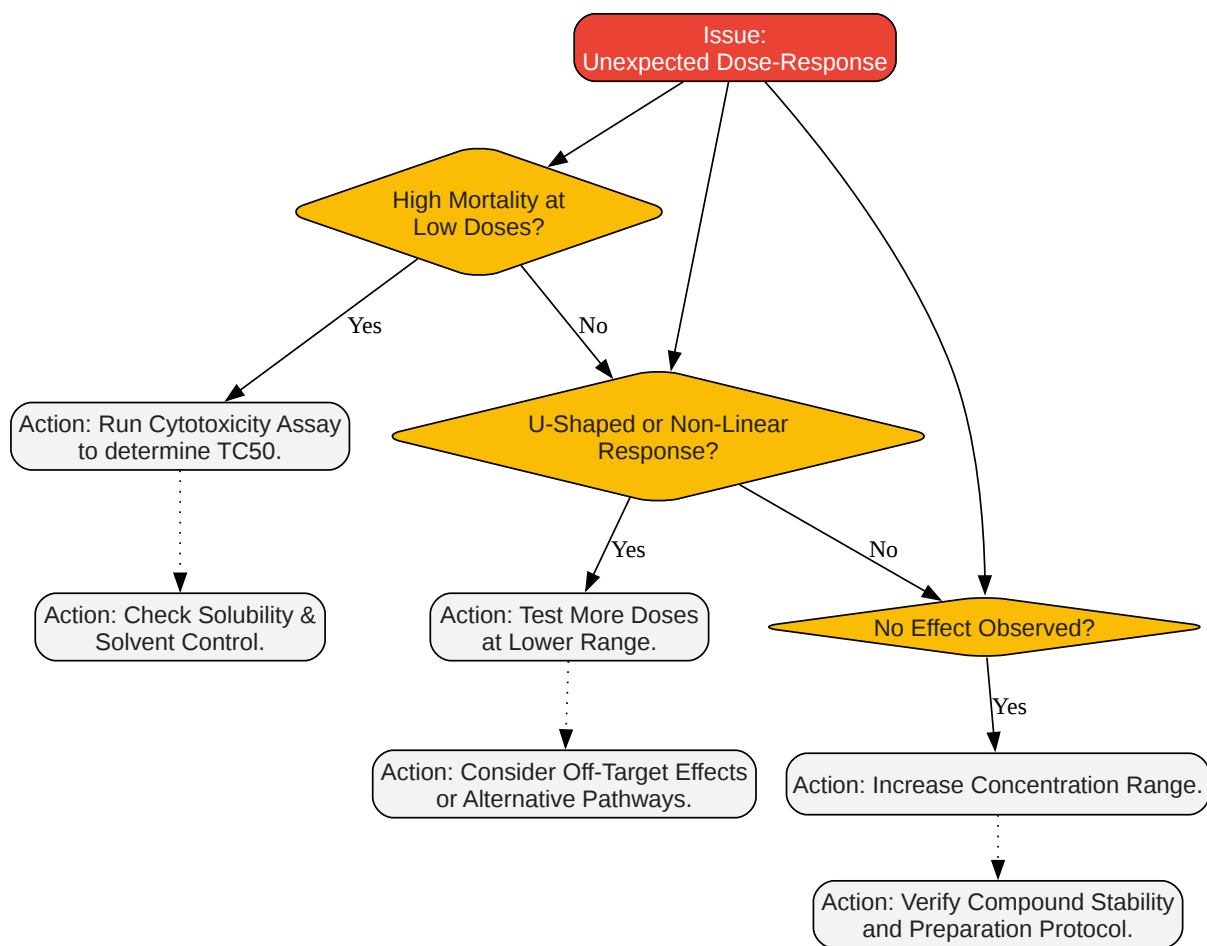 Issue:
Unexpected Dose-Response
High Mortality at
Low Doses?
Yes
No
Action: Run Cytotoxicity Assay
to determine TC50.
U-Shaped or Non-Linear
Response?
Yes
No
Action: Check Solubility &
Solvent Control.
Action: Test More Doses
at Lower Range.
No Effect Observed?
Yes
Action: Consider Off-Target Effects
or Alternative Pathways.
Action: Increase Concentration Range.
Action: Verify Compound Stability
and Preparation Protocol.